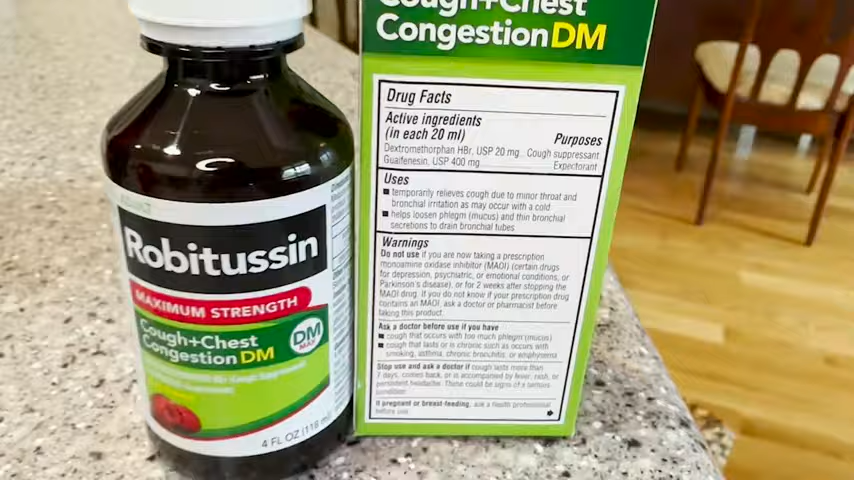 ADULT
Robitussin
MAXIMUM STRENGTH
Cough+Chest
Congestion DM
DM
MAX
4 FL OZ (118 ml)
Cough+Chest
Congestion DM
Drug Facts
Active ingredients
(in each 20 ml) Purposes
Dextromethorphan HBr, USP 20 mg Cough suppressant
Guaifenesin, USP 400 mg Expectorant
Uses
■ temporarily relieves cough due to minor throat and
bronchial irritation as may occur with a cold
■ helps loosen phlegm (mucus) and thin bronchial
secretions to drain bronchial tubes
Warnings
Do not use if you are now taking a prescription
monoamine oxidase inhibitor (MAOI) (certain drugs
for depression, psychiatric, or emotional conditions, or
Parkinson's disease), or for 2 weeks after stopping the
MAOI drug. If you do not know if your prescription drug
contains an MAOI, ask a doctor or pharmacist before
taking this product.
Ask a doctor before use if you have
■ cough that occurs with too much phlegm (mucus)
■ cough that lasts or is chronic such as occurs with
smoking, asthma, chronic bronchitis, or emphysema
Stop use and ask a doctor if cough lasts more than
7 days, comes back, or is accompanied by fever, rash, or
persistent headache. These could be signs of a serious
condition.
If pregnant or breast-feeding, ask a health professional
before use.